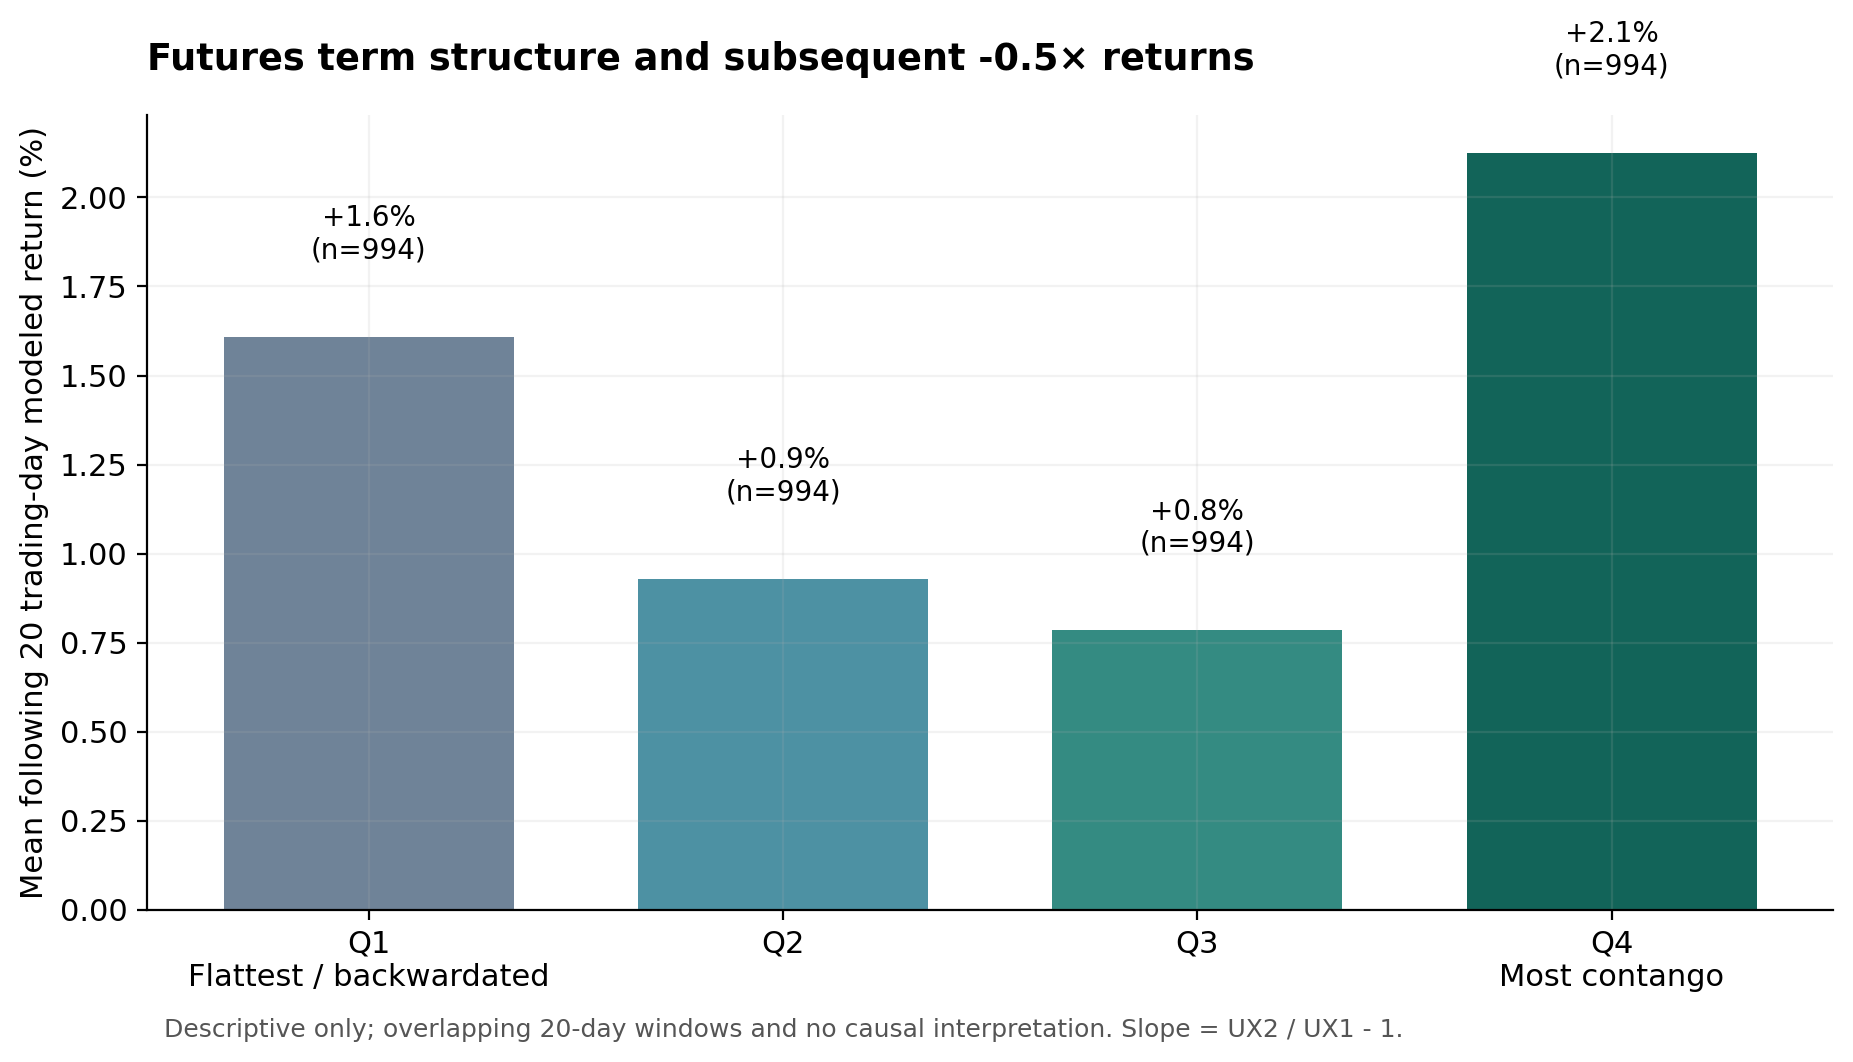 Futures term structure and subsequent -0.5× returns
+2.1%
(n=994)
Mean following 20 trading-day modeled return (%)
2.00
1.75
1.50
1.25
1.00
0.75
0.50
0.25
0.00
+1.6%
(n=994)
+0.9%
(n=994)
+0.8%
(n=994)
Q1
Flattest / backwardated
Q2
Q3
Q4
Most contango
Descriptive only; overlapping 20-day windows and no causal interpretation. Slope = UX2 / UX1 - 1.